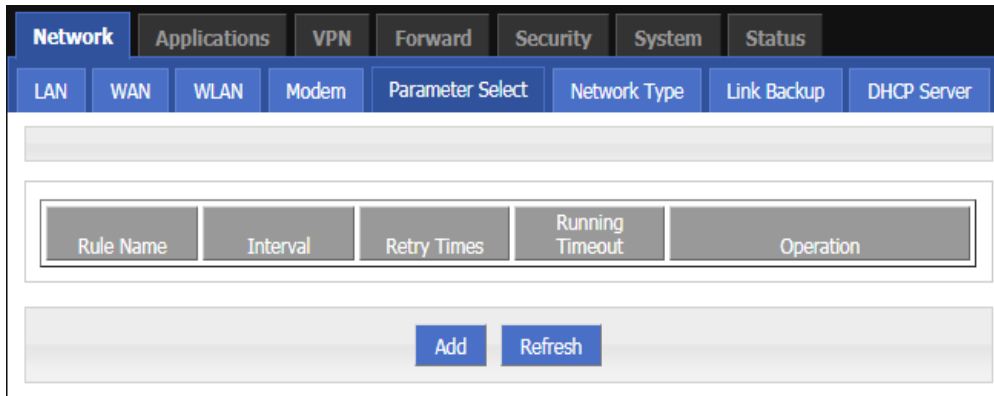 Network Applications VPN Forward Security System Status
LAN WAN WLAN Modem Parameter Select Network Type Link Backup DHCP Server
Rule Name Interval Retry Times Running Timeout Operation
Add Refresh